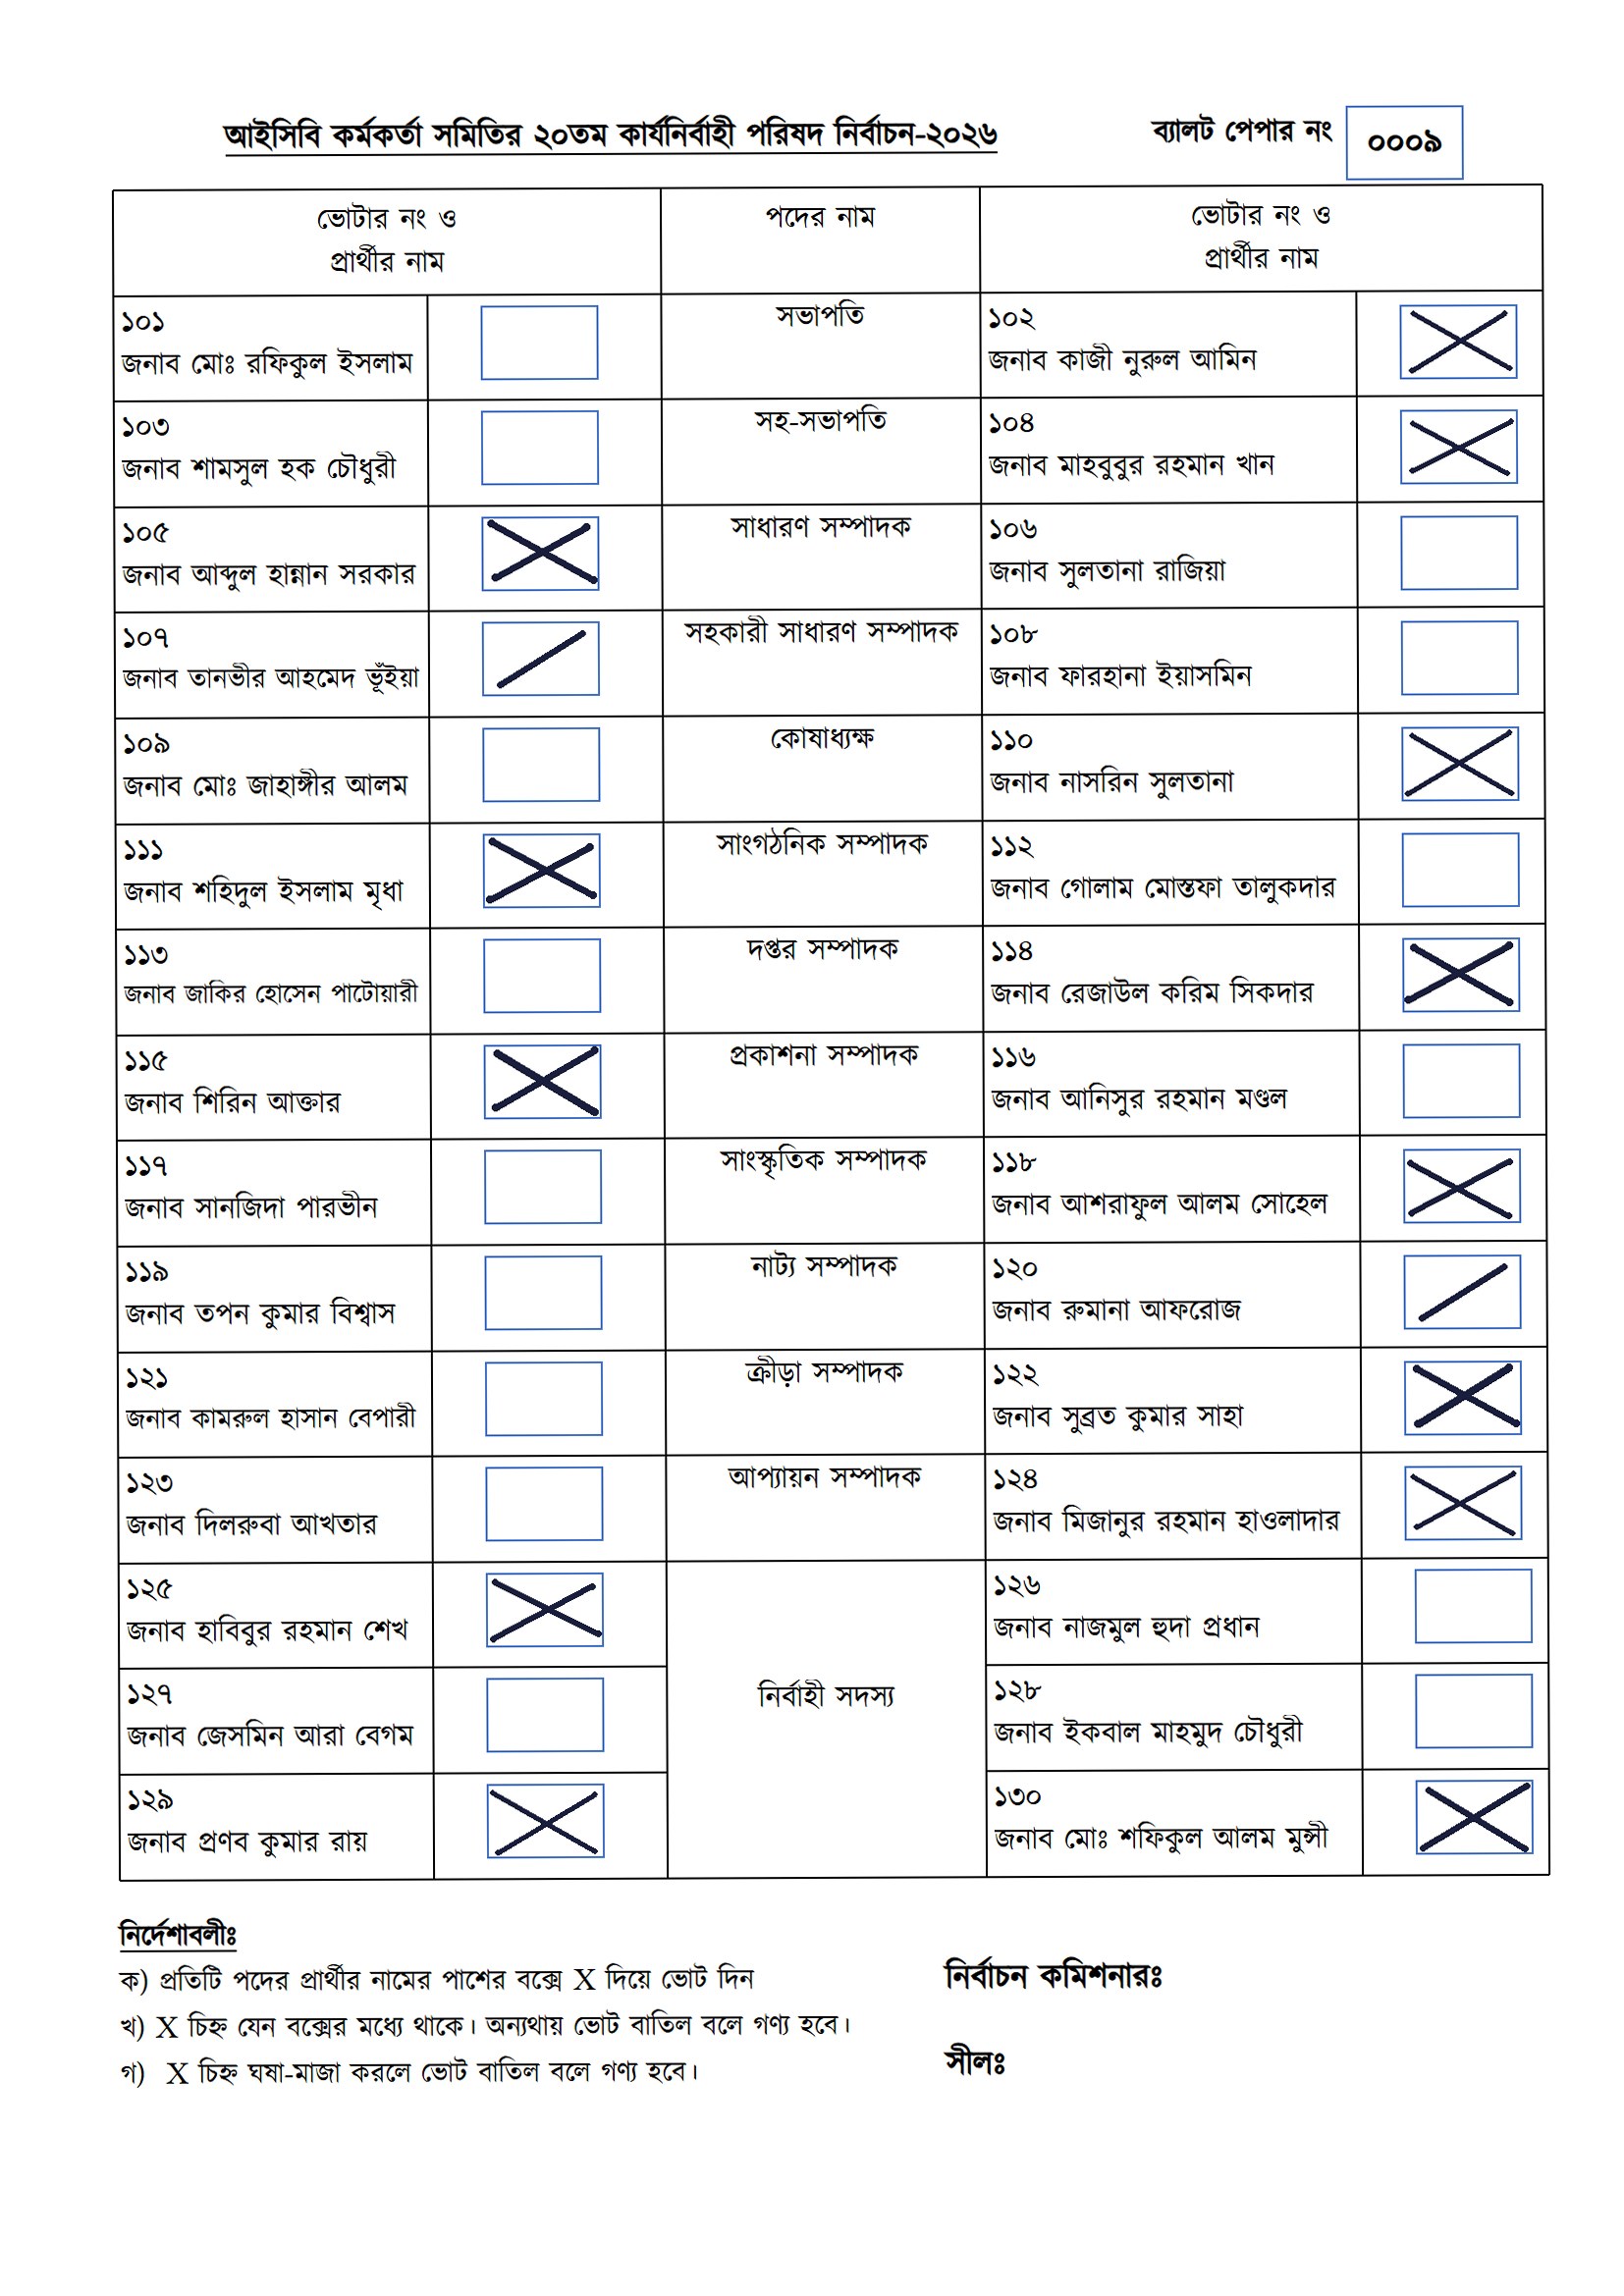 আইসিবি কর্মকর্তা সমিতির ২০তম কার্যনির্বাহী পরিষদ নির্বাচন-২০২৬ ব্যালট পেপার নং ০০০৯
ভোটার নং ও পদের নাম ভোটার নং ও
প্রার্থীর নাম প্রার্থীর নাম
১০১ সভাপতি ১০২
জনাব মোঃ রফিকুল ইসলাম জনাব কাজী নুরুল আমিন
১০৩ সহ-সভাপতি ১০৪
জনাব শামসুল হক চৌধুরী জনাব মাহবুবুর রহমান খান
১০৫ সাধারণ সম্পাদক ১০৬
জনাব আব্দুল হান্নান সরকার জনাব সুলতানা রাজিয়া
১০৭ সহকারী সাধারণ সম্পাদক ১০৮
জনাব তানভীর আহমেদ ভূঁইয়া জনাব ফারহানা ইয়াসমিন
১০৯ কোষাধ্যক্ষ ১১০
জনাব মোঃ জাহাঙ্গীর আলম জনাব নাসরিন সুলতানা
১১১ সাংগঠনিক সম্পাদক ১১২
জনাব শহিদুল ইসলাম মৃধা জনাব গোলাম মোস্তফা তালুকদার
১১৩ দপ্তর সম্পাদক ১১৪
জনাব জাকির হোসেন পাটোয়ারী জনাব রেজাউল করিম সিকদার
১১৫ প্রকাশনা সম্পাদক ১১৬
জনাব শিরিন আক্তার জনাব আনিসুর রহমান মণ্ডল
১১৭ সাংস্কৃতিক সম্পাদক ১১৮
জনাব সানজিদা পারভীন জনাব আশরাফুল আলম সোহেল
১১৯ নাট্য সম্পাদক ১২০
জনাব তপন কুমার বিশ্বাস জনাব রুমানা আফরোজ
১২১ ক্রীড়া সম্পাদক ১২২
জনাব কামরুল হাসান বেপারী জনাব সুব্রত কুমার সাহা
১২৩ আপ্যায়ন সম্পাদক ১২৪
জনাব দিলরুবা আখতার জনাব মিজানুর রহমান হাওলাদার
১২৫ ১২৬
জনাব হাবিবুর রহমান শেখ জনাব নাজমুল হুদা প্রধান
১২৭ নির্বাহী সদস্য ১২৮
জনাব জেসমিন আরা বেগম জনাব ইকবাল মাহমুদ চৌধুরী
১২৯ ১৩০
জনাব প্রণব কুমার রায় জনাব মোঃ শফিকুল আলম মুন্সী
নির্দেশাবলীঃ
ক) প্রতিটি পদের প্রার্থীর নামের পাশের বক্সে X দিয়ে ভোট দিন নির্বাচন কমিশনারঃ
খ) X চিহ্ন যেন বক্সের মধ্যে থাকে। অন্যথায় ভোট বাতিল বলে গণ্য হবে।
গ) X চিহ্ন ঘষা-মাজা করলে ভোট বাতিল বলে গণ্য হবে। সীলঃ